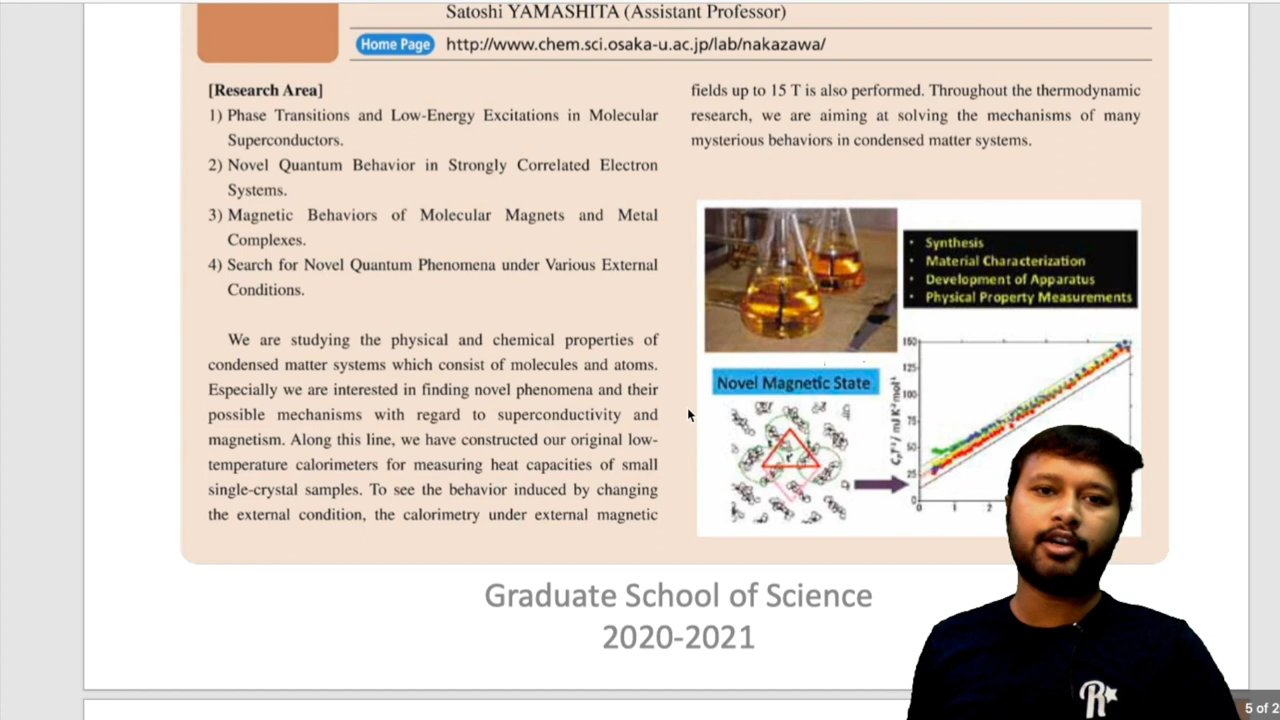 Satoshi YAMASHITA (Assistant Professor)
Home Page http://www.chem.sci.osaka-u.ac.jp/lab/nakazawa/
[Research Area]
1) Phase Transitions and Low-Energy Excitations in Molecular
Superconductors.
2) Novel Quantum Behavior in Strongly Correlated Electron
Systems.
3) Magnetic Behaviors of Molecular Magnets and Metal
Complexes.
4) Search for Novel Quantum Phenomena under Various External
Conditions.
We are studying the physical and chemical properties of
condensed matter systems which consist of molecules and atoms.
Especially we are interested in finding novel phenomena and their
possible mechanisms with regard to superconductivity and
magnetism. Along this line, we have constructed our original low-
temperature calorimeters for measuring heat capacities of small
single-crystal samples. To see the behavior induced by changing
the external condition, the calorimetry under external magnetic
fields up to 15 T is also performed. Throughout the thermodynamic
research, we are aiming at solving the mechanisms of many
mysterious behaviors in condensed matter systems.
• Synthesis
• Material Characterization
• Development of Apparatus
• Physical Property Measurements
Novel Magnetic State
150
125
100
75
50
25
0
0 1 2
Graduate School of Science
2020-2021
R
5 of 2